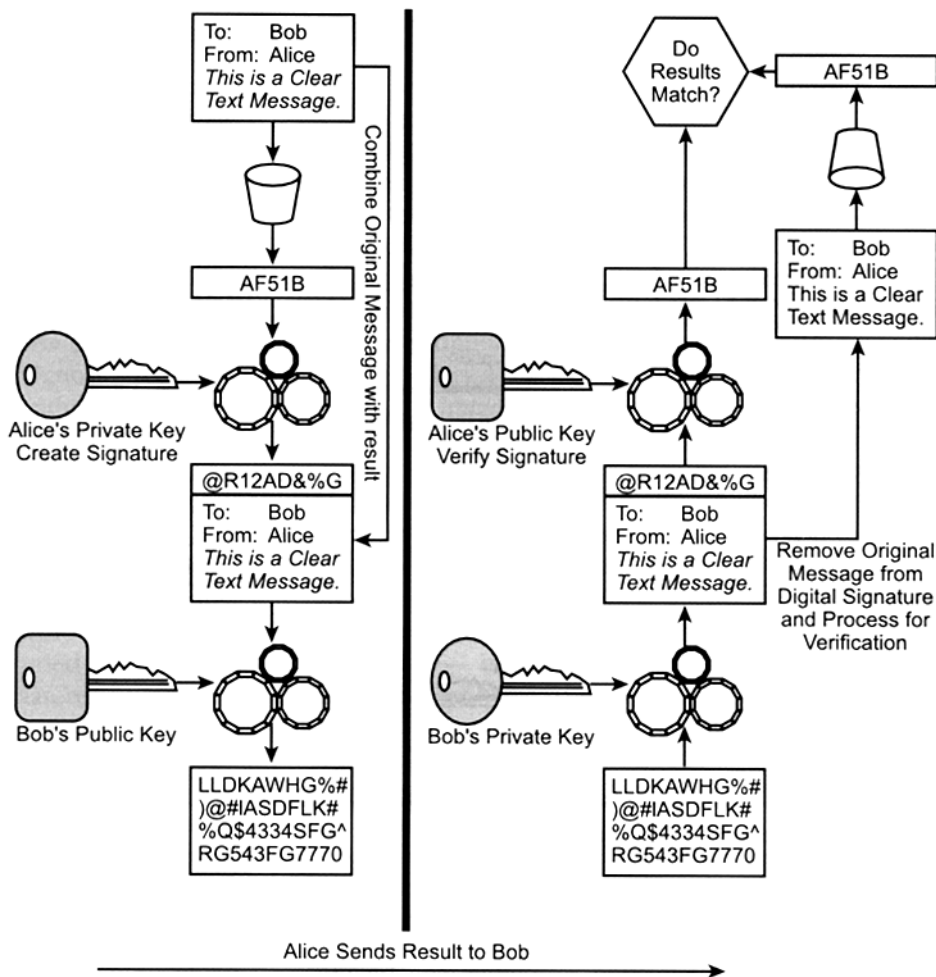 To: Bob
From: Alice
This is a Clear
Text Message.
Combine Original Message with result
AF51B
Alice's Private Key
Create Signature
@R12AD&%G
To: Bob
From: Alice
This is a Clear
Text Message.
Bob's Public Key
LLDKAWHG%#
)@#IASDFLK#
%Q$4334SFG^
RG543FG7770
Do
Results
Match?
AF51B
To: Bob
From: Alice
This is a Clear
Text Message.
AF51B
Alice's Public Key
Verify Signature
@R12AD&%G
To: Bob
From: Alice
This is a Clear
Text Message.
Remove Original
Message from
Digital Signature
and Process for
Verification
Bob's Private Key
LLDKAWHG%#
)@#IASDFLK#
%Q$4334SFG^
RG543FG7770
Alice Sends Result to Bob